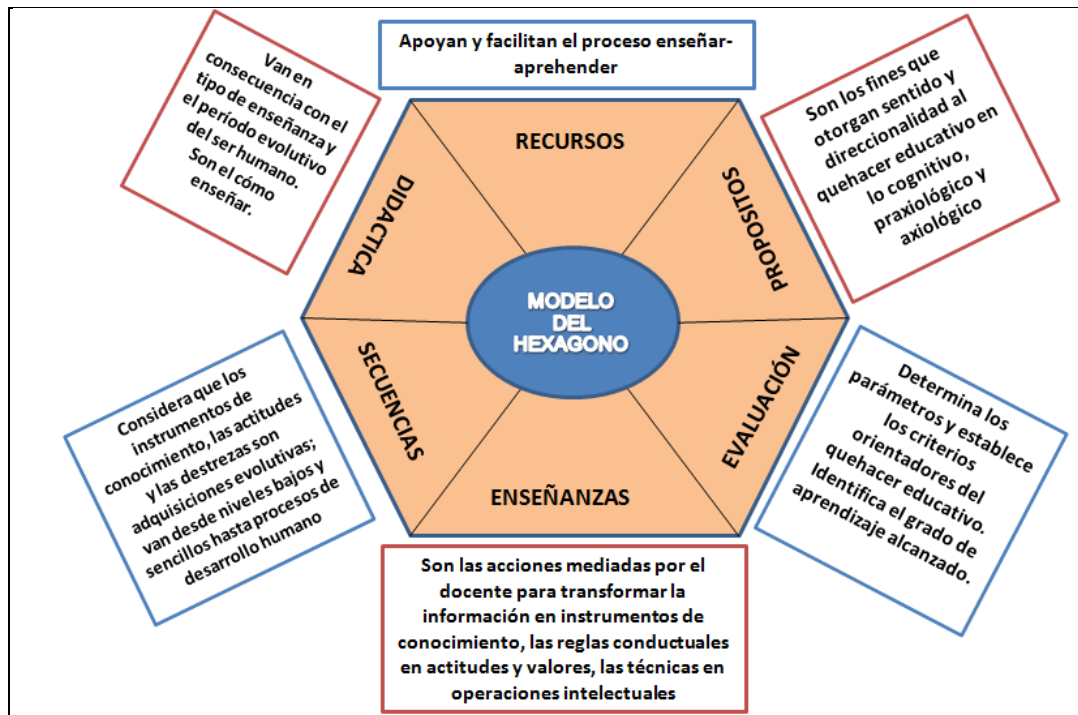 Apoyan y facilitan el proceso enseñar-
aprehender
Van en
consecuencia con el
tipo de enseñanza y
el período evolutivo
del ser humano.
Son el cómo
enseñar.
Son los fines que
otorgan sentido y
direccionalidad al
quehacer educativo en
lo cognitivo,
praxiológico y
axiológico
RECURSOS
DIDACTICA
PROPOSITOS
MODELO
DEL
HEXAGONO
SECUENCIAS
EVALUACIÓN
ENSEÑANZAS
Considera que los
instrumentos de
conocimiento, las actitudes
y las destrezas son
adquisiciones evolutivas;
van desde niveles bajos y
sencillos hasta procesos de
desarrollo humano
Determina los
parámetros y establece
los criterios
orientadores del
quehacer educativo.
Identifica el grado de
aprendizaje alcanzado.
Son las acciones mediadas por el
docente para transformar la
información en instrumentos de
conocimiento, las reglas conductuales
en actitudes y valores, las técnicas en
operaciones intelectuales